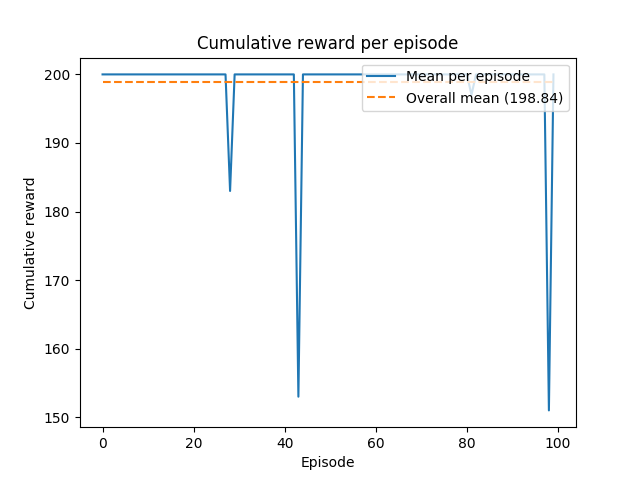 Cumulative reward per episode
200
190
180
170
160
150
Cumulative reward
Mean per episode
Overall mean (198.84)
0 20 40 60 80 100
Episode